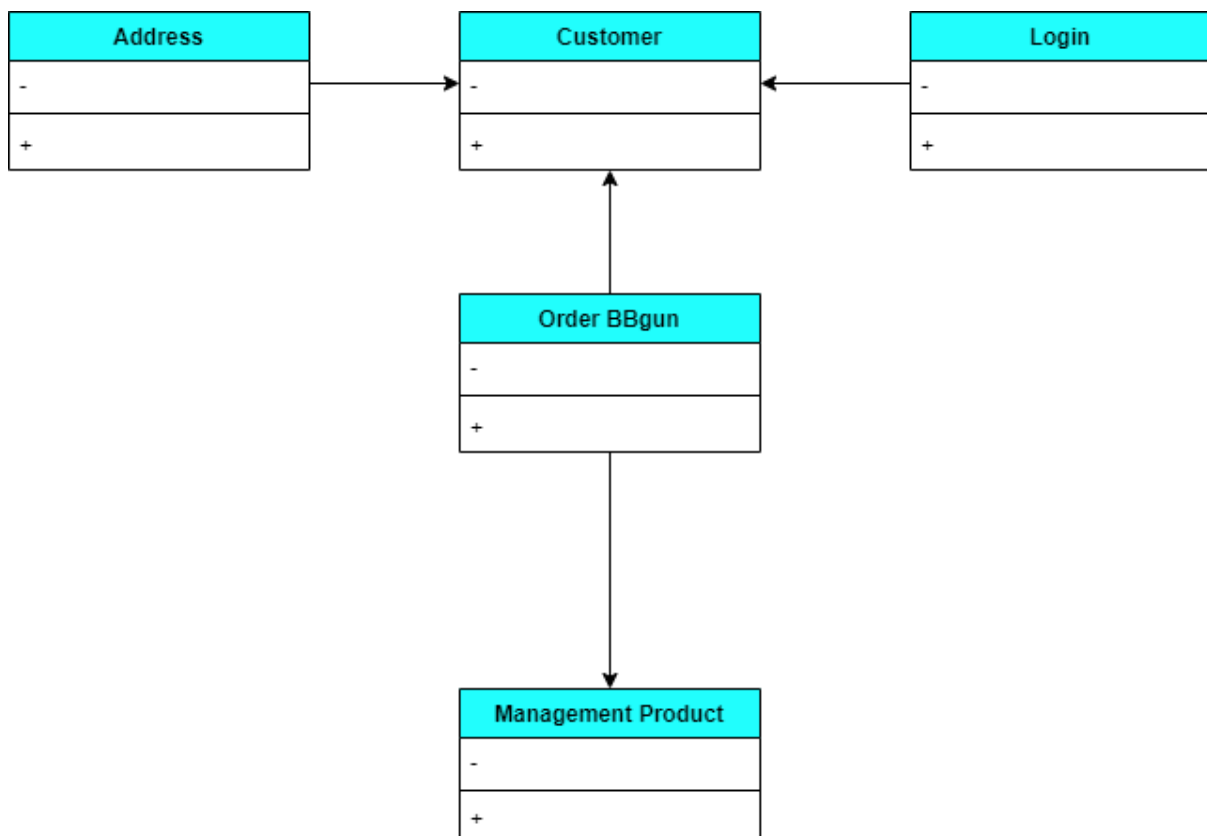 Address
-
+
Customer
-
+
Login
-
+
Order BBgun
-
+
Management Product
-
+